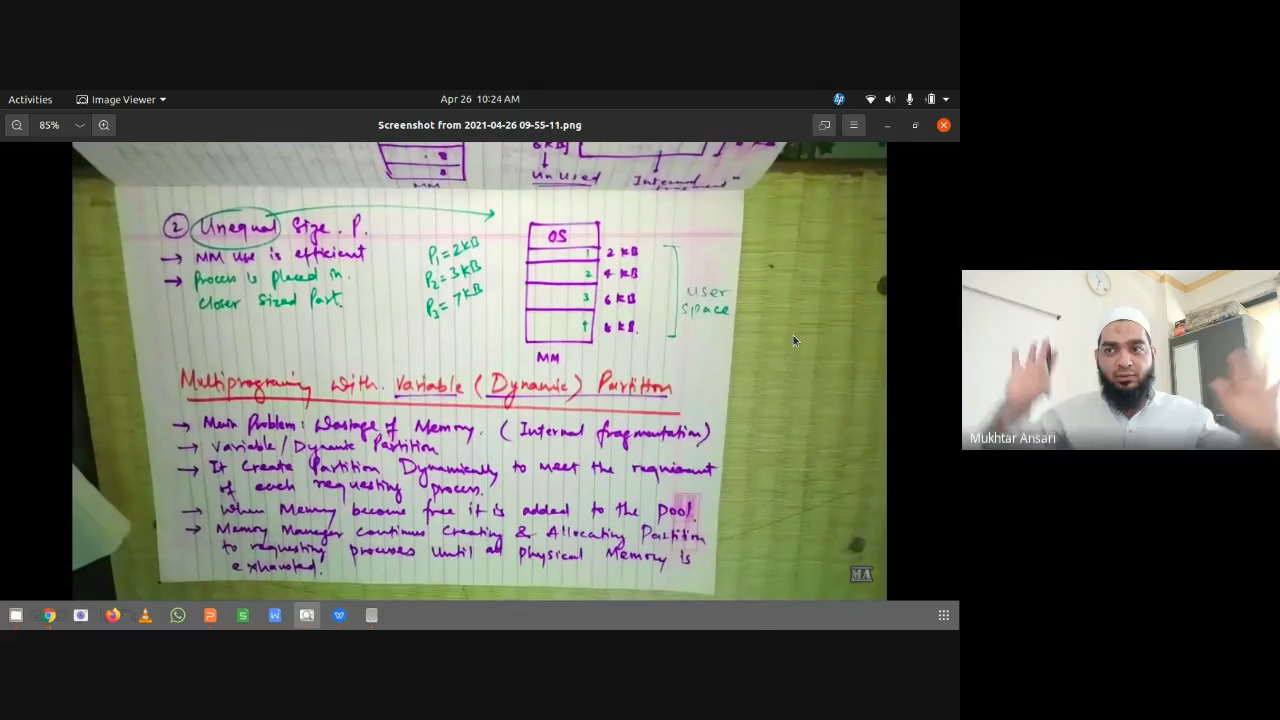 Activities
Image Viewer
Apr 26 10:24 AM
85%
Screenshot from 2021-04-26 09-55-11.png
MM
UnUsed
Internal
② Unequal Size. P.
→ MM Use is efficient
→ Process is placed in
Closer Sized Part.
P1 = 2KB
P2 = 3KB
P3 = 7KB
OS
1 2 KB
2 4 KB
3 6 KB
MM
user
space
Multiprograming with Variable (Dynamic) Partition
→ Main Problem: Wastage of Memory. (Internal fragmentation)
→ Variable/Dynamic Partition
→ It Create Partition Dynamically to meet the requirement
of each requesting process.
→ When Memory become free it is added to the Pool.
→ Memory Manager continues Creating & Allocating Partition
to requesting processes Until all physical Memory is
exhausted.
MA
Mukhtar Ansari